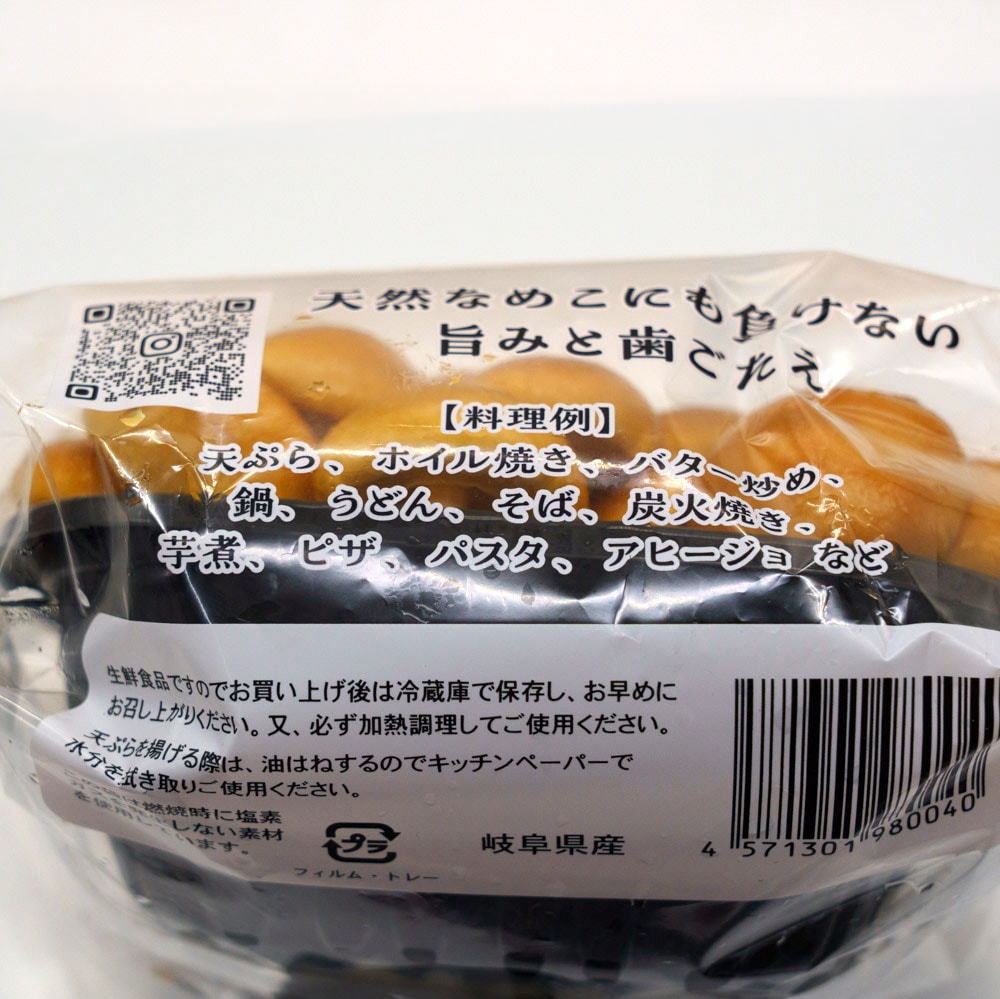 天然なめこにも負けない
旨みと歯ごたえ
【料理例】
天ぷら、ホイル焼き、バター炒め、
鍋、うどん、そば、炭火焼き、
芋煮、ピザ、パスタ、アヒージョなど
生鮮食品ですのでお買い上げ後は冷蔵庫で保存し、お早めに
お召し上がりください。又、必ず加熱調理してご使用ください。
天ぷらを揚げる際は、油はねするのでキッチンペーパーで
水分を拭き取りご使用ください。
燃焼時に塩素
しない素材
います。
プラ
フィルム・トレー
岐阜県産
4 571301 980040